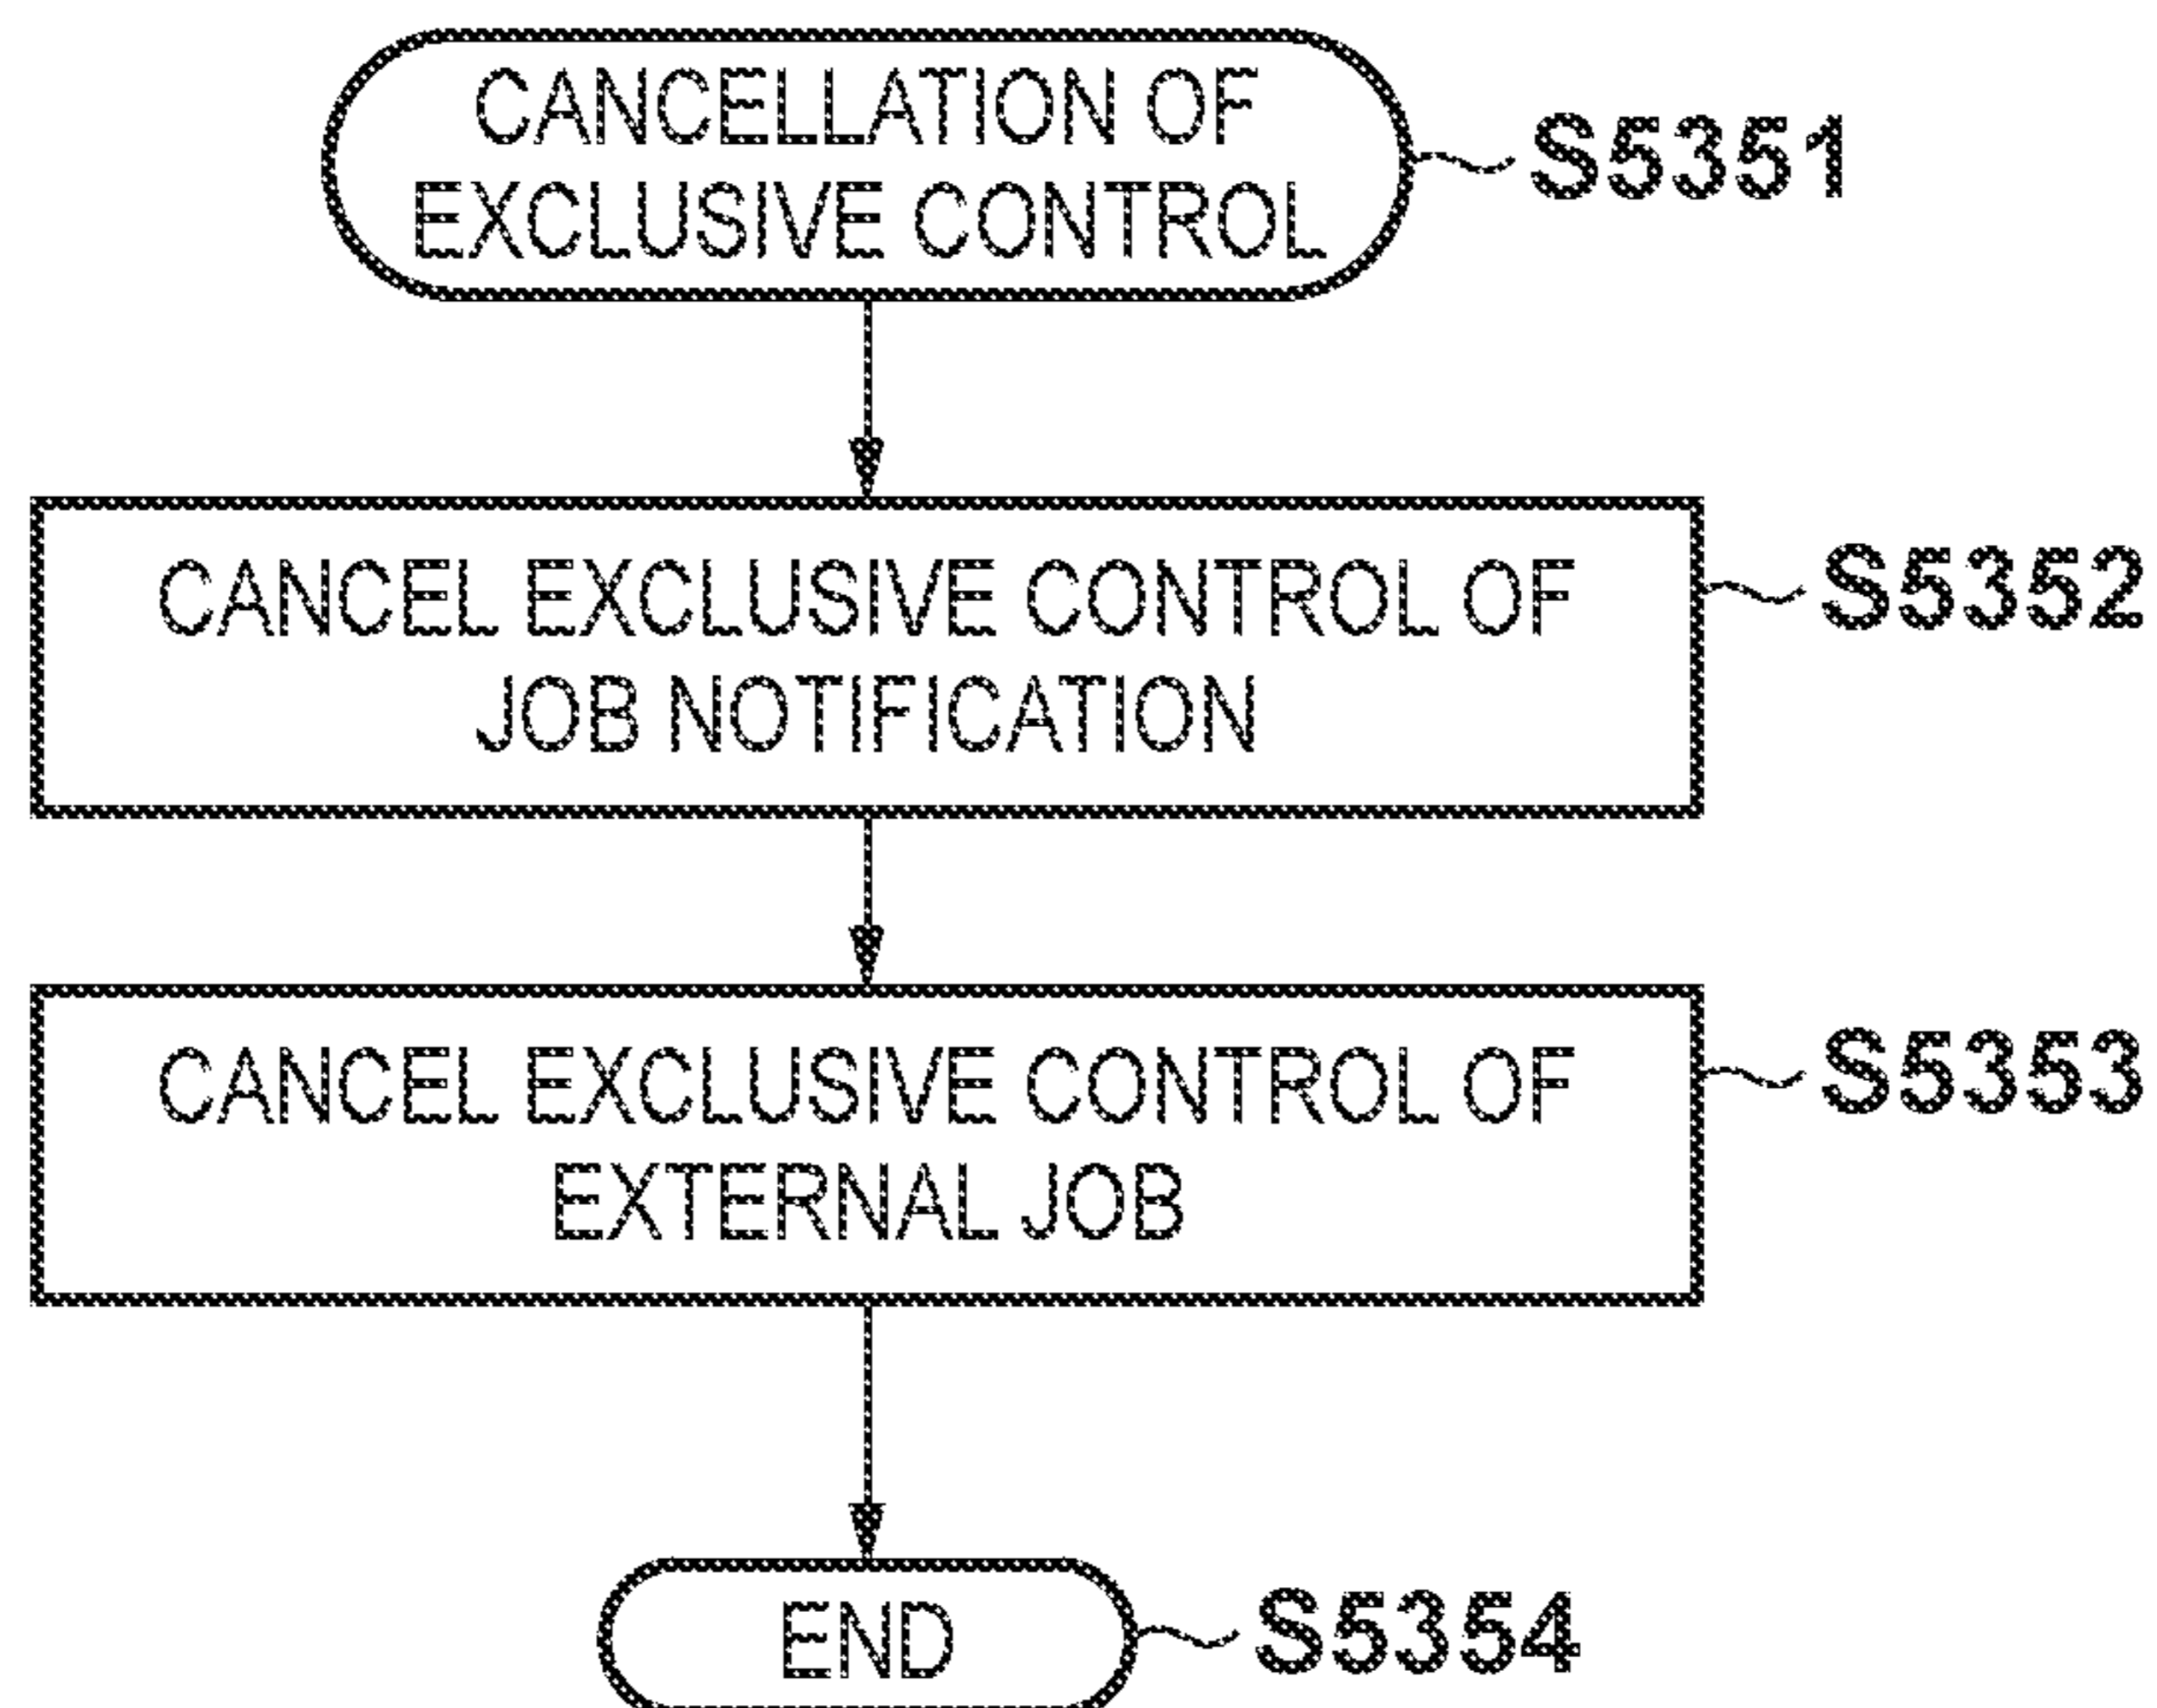 CANCELLATION OF
EXCLUSIVE CONTROL
S5351
CANCEL EXCLUSIVE CONTROL OF
JOB NOTIFICATION
S5352
CANCEL EXCLUSIVE CONTROL OF
EXTERNAL JOB
S5353
END
S5354